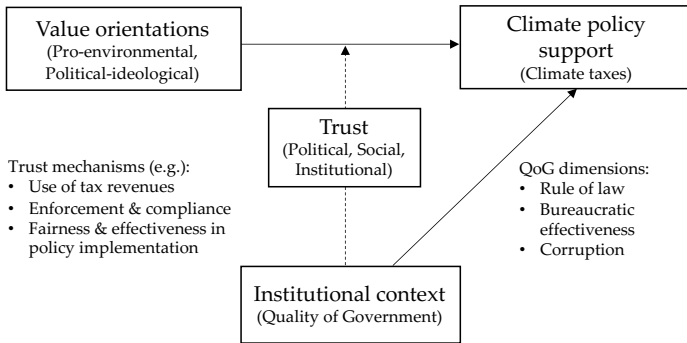 Value orientations
(Pro-environmental,
Political-ideological)
Climate policy
support
(Climate taxes)
Trust
(Political, Social,
Institutional)
Trust mechanisms (e.g.):
• Use of tax revenues
• Enforcement & compliance
• Fairness & effectiveness in
policy implementation
QoG dimensions:
• Rule of law
• Bureaucratic
effectiveness
• Corruption
Institutional context
(Quality of Government)